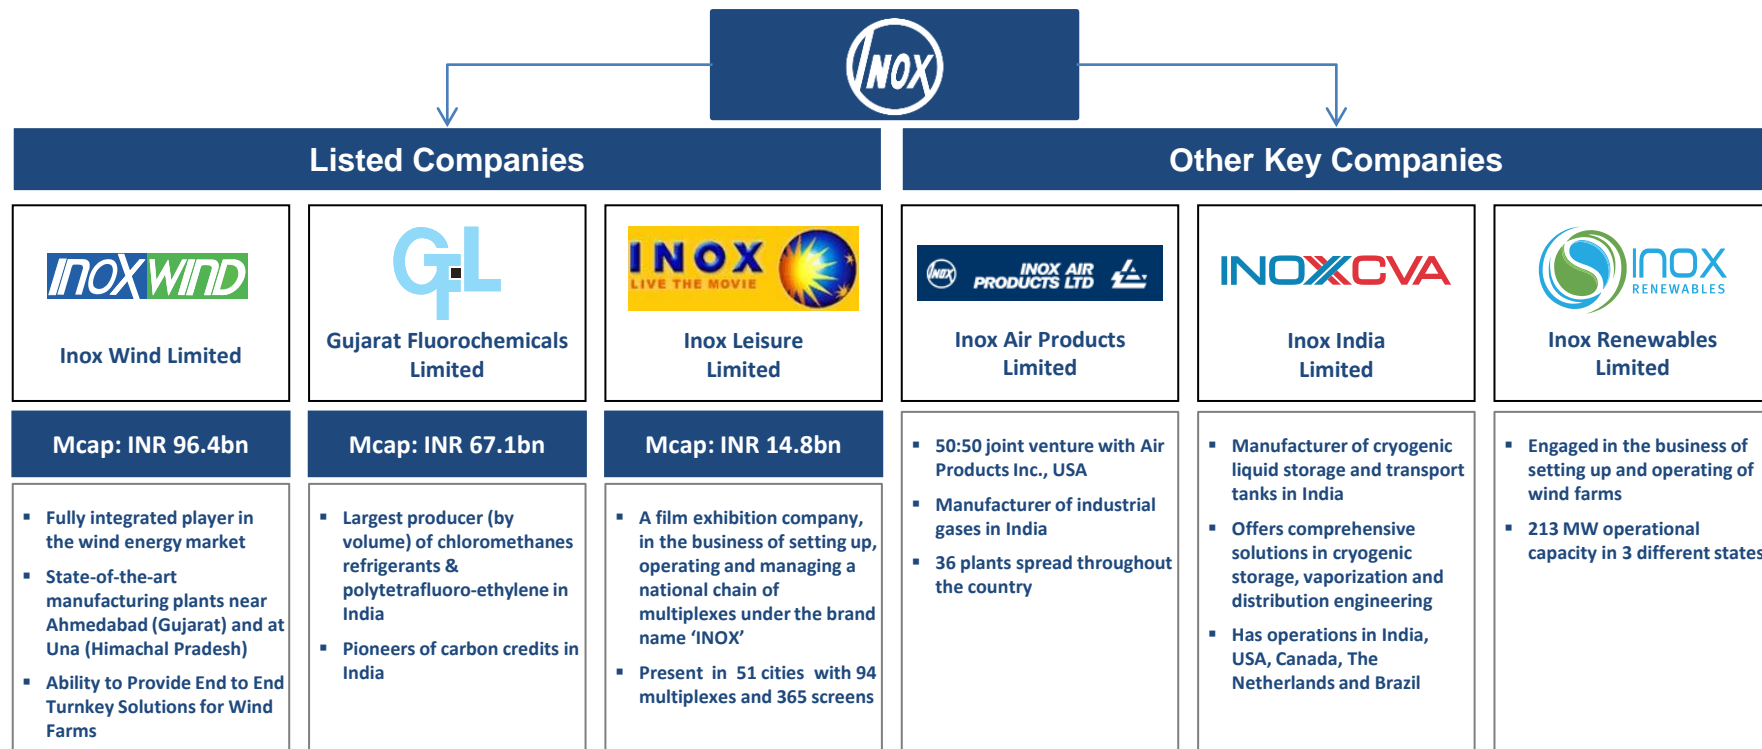 INOX
Listed Companies
Other Key Companies
INOXWIND
Inox Wind Limited
GFL
Gujarat Fluorochemicals
Limited
INOX
LIVE THE MOVIE
Inox Leisure
Limited
INOX
INOX AIR
PRODUCTS LTD
Inox Air Products
Limited
INOXCVA
Inox India
Limited
INOX
RENEWABLES
Inox Renewables
Limited
Mcap: INR 96.4bn
▪ Fully integrated player in
the wind energy market
▪ State-of-the-art
manufacturing plants near
Ahmedabad (Gujarat) and at
Una (Himachal Pradesh)
▪ Ability to Provide End to End
Turnkey Solutions for Wind
Farms
Mcap: INR 67.1bn
▪ Largest producer (by
volume) of chloromethanes
refrigerants &
polytetrafluoro-ethylene in
India
▪ Pioneers of carbon credits in
India
Mcap: INR 14.8bn
▪ A film exhibition company,
in the business of setting up,
operating and managing a
national chain of
multiplexes under the brand
name ‘INOX’
▪ Present in 51 cities with 94
multiplexes and 365 screens
▪ 50:50 joint venture with Air
Products Inc., USA
▪ Manufacturer of industrial
gases in India
▪ 36 plants spread throughout
the country
▪ Manufacturer of cryogenic
liquid storage and transport
tanks in India
▪ Offers comprehensive
solutions in cryogenic
storage, vaporization and
distribution engineering
▪ Has operations in India,
USA, Canada, The
Netherlands and Brazil
▪ Engaged in the business of
setting up and operating of
wind farms
▪ 213 MW operational
capacity in 3 different states